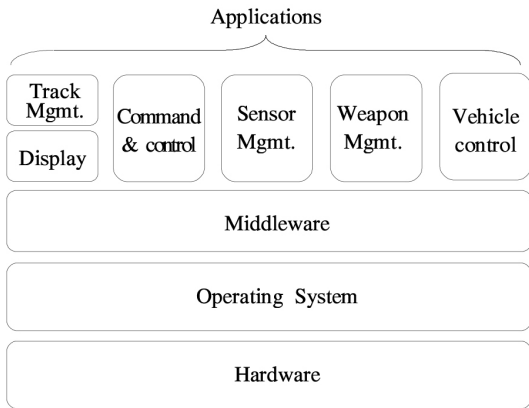 Applications
Track
Mgmt.
Display
Command
& control
Sensor
Mgmt.
Weapon
Mgmt.
Vehicle
control
Middleware
Operating System
Hardware